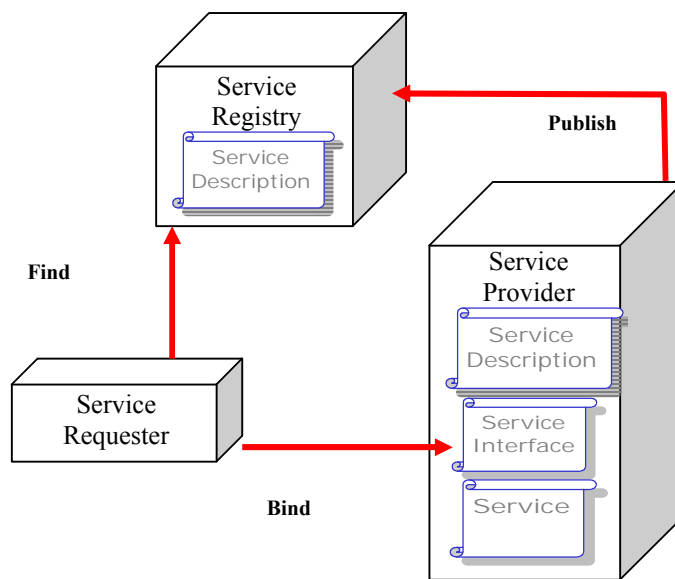 Service
Registry
Service
Description
Publish
Find
Service
Provider
Service
Description
Service
Requester
Service
Interface
Bind
Service